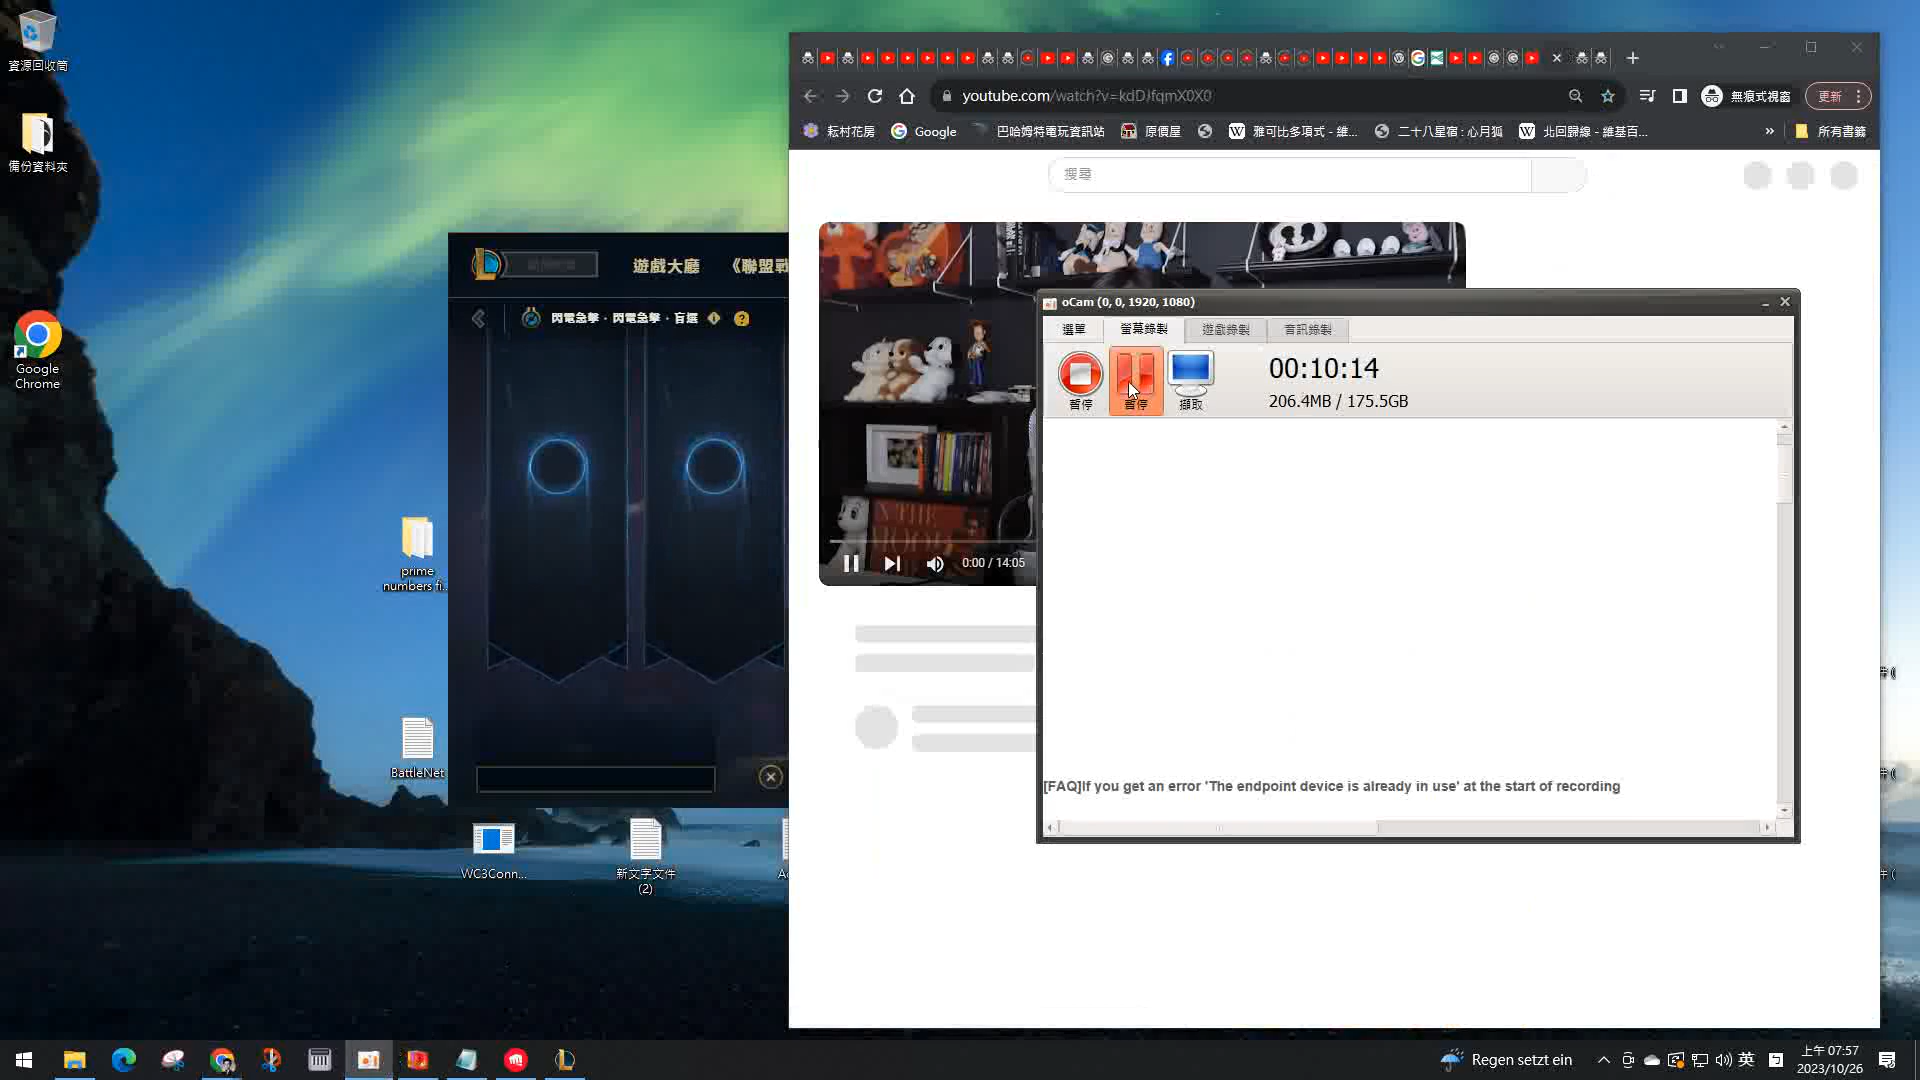 資源回收筒
備份資料夾
Google
Chrome
prime
numbers fi...
BattleNet
WC3Conn...
新文字文件
(2)
遊戲大廳
《聯盟戰
閃電急擊 · 閃電急擊 · 盲選
youtube.com/watch?v=kdDJfqmX0X0
無痕式視窗
更新
耘村花房
Google
巴哈姆特電玩資訊站
原價屋
雅可比多項式 - 維...
二十八星宿 : 心月狐
北回歸線 - 維基百...
»
所有書籤
搜尋
0:00 / 14:05
oCam (0, 0, 1920, 1080)
選單
螢幕錄製
遊戲錄製
音訊錄製
暫停
暫停
擷取
00:10:14
206.4MB / 175.5GB
[FAQ]If you get an error 'The endpoint device is already in use' at the start of recording
Regen setzt ein
英
上午 07:57
2023/10/26